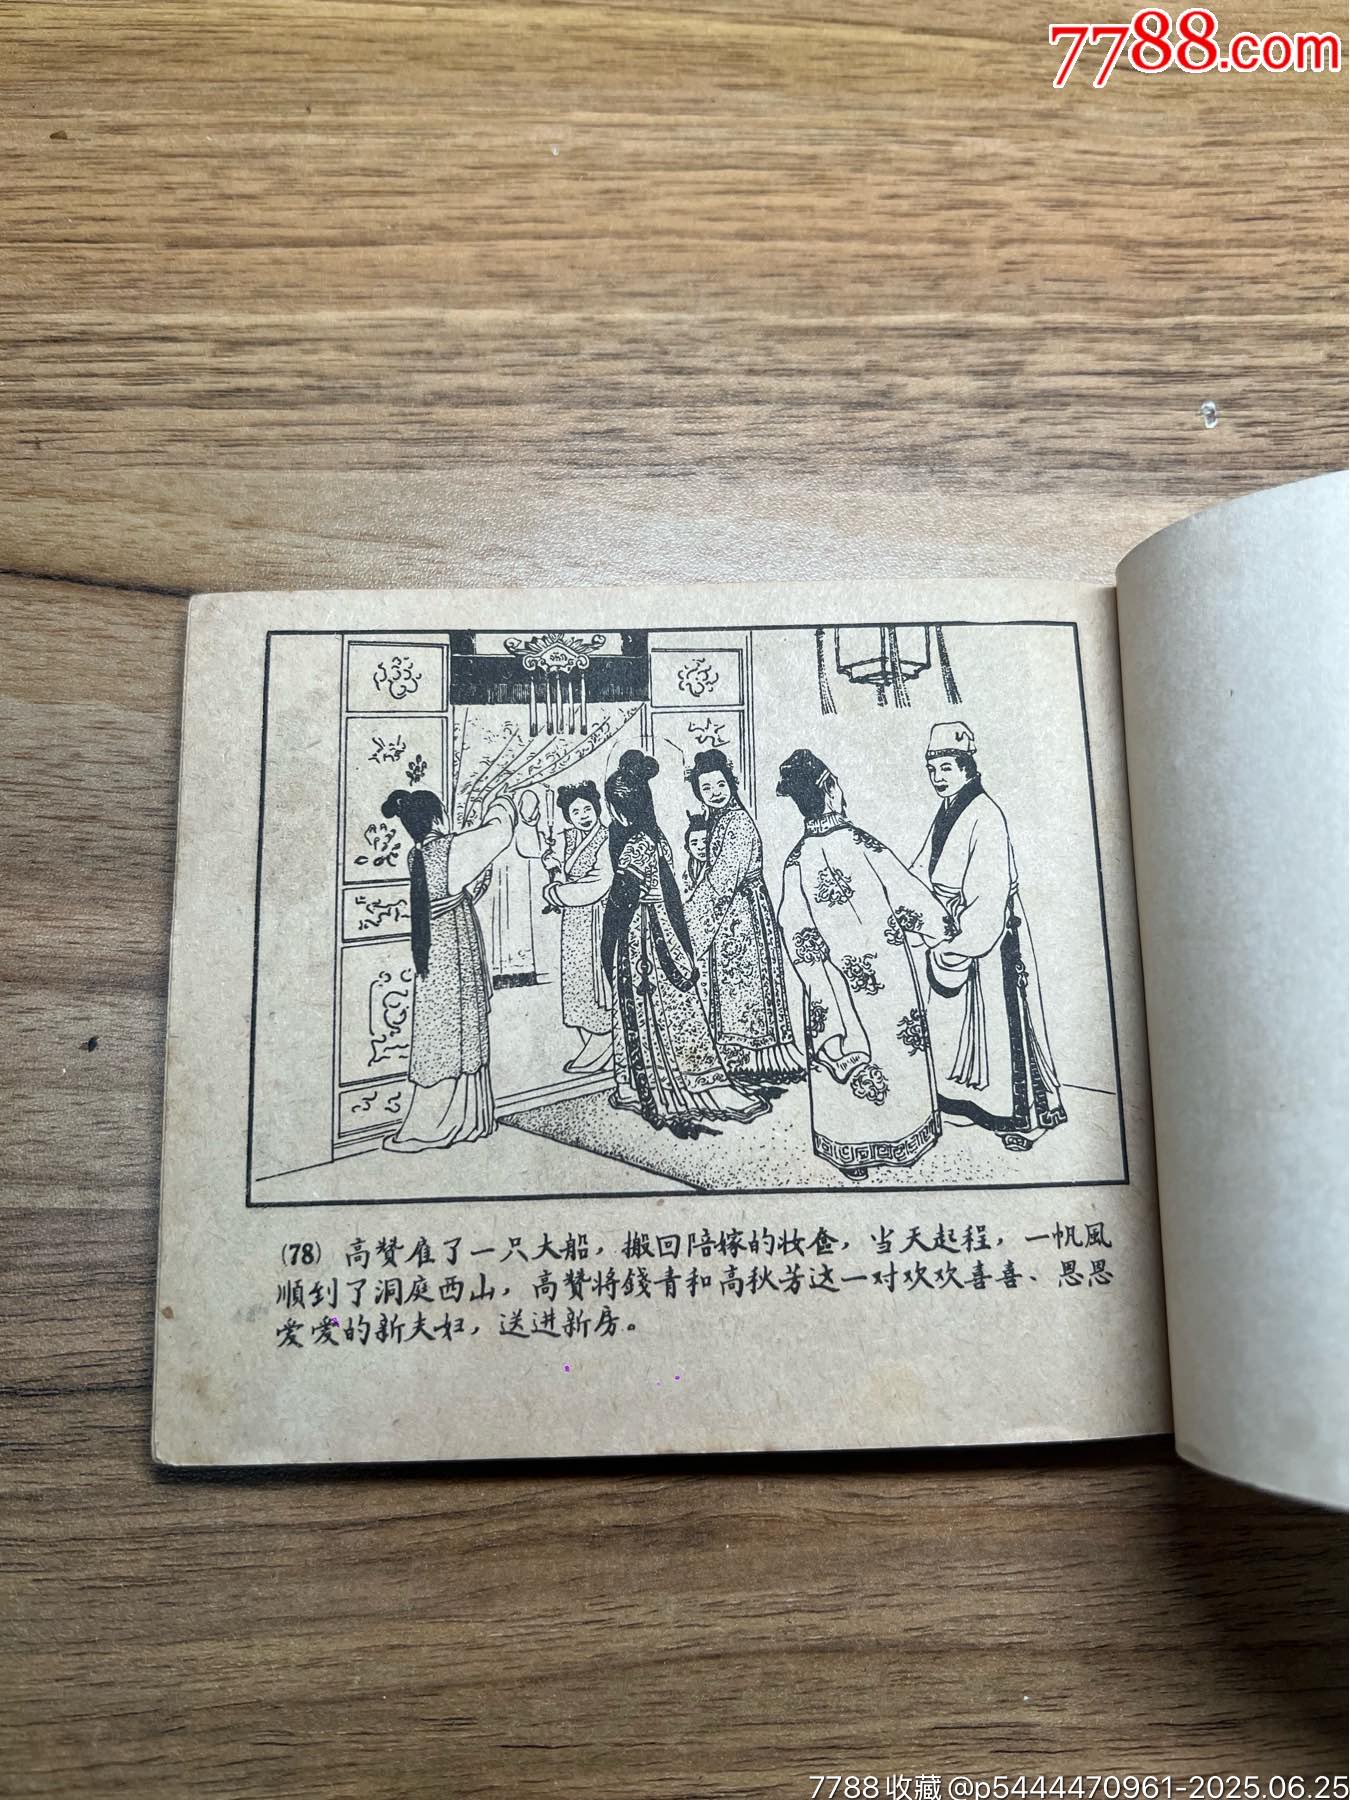 7788.com
(78) 高赞雇了一只大船，搬回陪嫁的妆奁，当天起程，一帆風
順到了洞庭西山，高赞将錢青和高秋芳这一对欢欢喜喜、恩恩
爱爱的新夫妇，送进新房。
7788收藏@p5444470961-2025.06.25